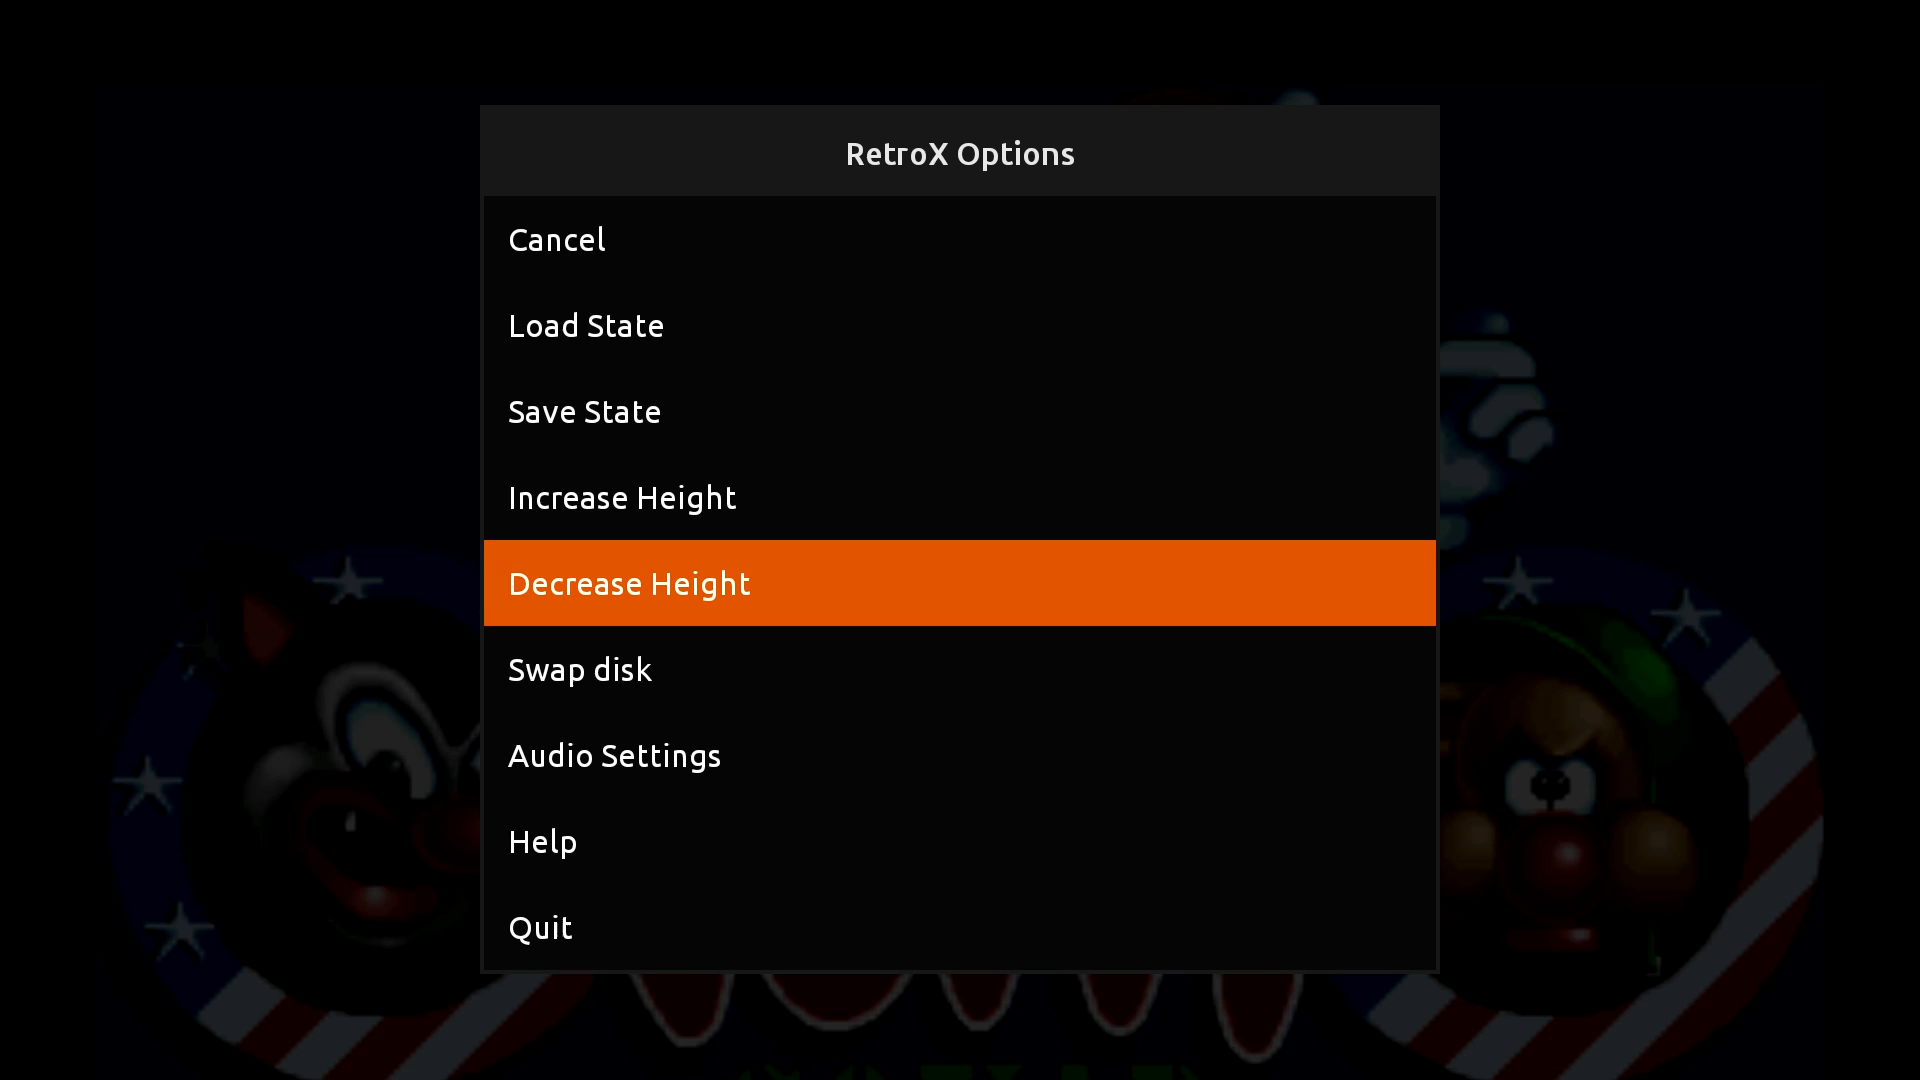 RetroX Options
Cancel
Load State
Save State
Increase Height
Decrease Height
Swap disk
Audio Settings
Help
Quit